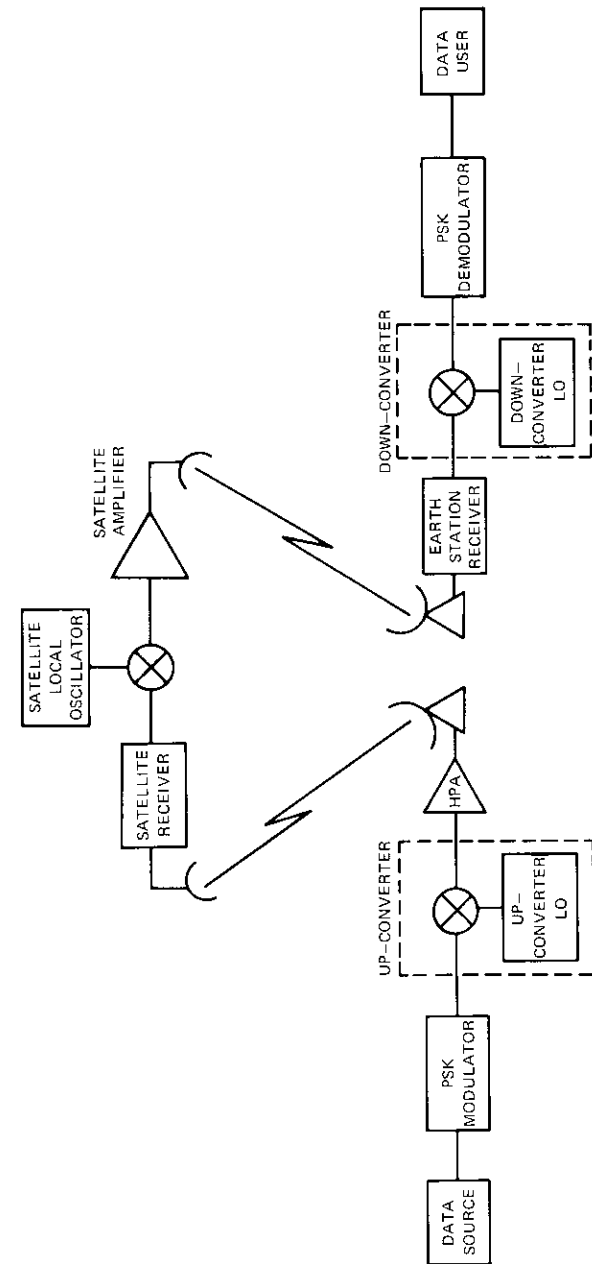 SATELLITE
LOCAL
OSCILLATOR
SATELLITE
RECEIVER
SATELLITE
AMPLIFIER
DATA
SOURCE
PSK
MODULATOR
UP-CONVERTER
UP-
CONVERTER
LO
HPA
EARTH
STATION
RECEIVER
DOWN-CONVERTER
DOWN-
CONVERTER
LO
PSK
DEMODULATOR
DATA
USER